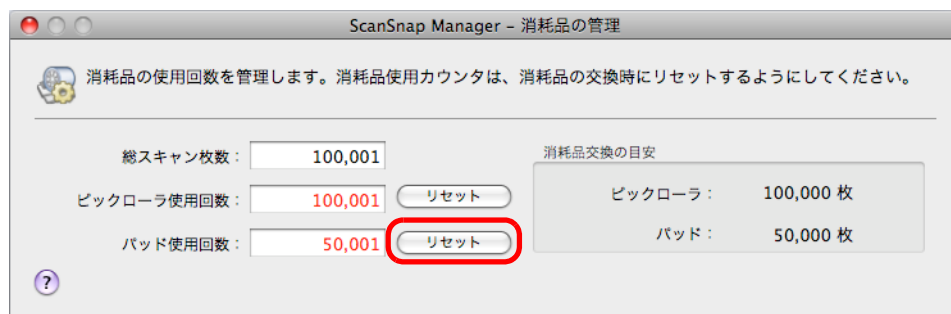 ScanSnap Manager – 消耗品の管理
消耗品の使用回数を管理します。消耗品使用カウンタは、消耗品の交換時にリセットするようにしてください。
総スキャン枚数： 100,001
ピックローラ使用回数： 100,001 リセット
パッド使用回数： 50,001 リセット
消耗品交換の目安
ピックローラ： 100,000 枚
パッド： 50,000 枚
?